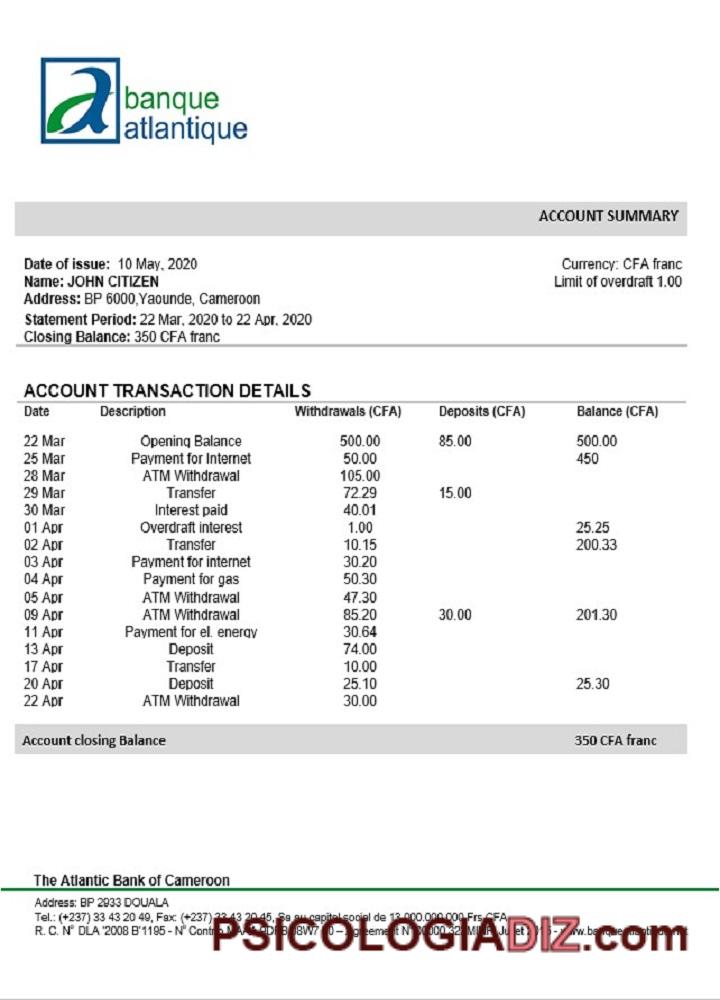 banque
atlantique
ACCOUNT SUMMARY
Date of issue: 10 May, 2020
Currency: CFA franc
Name: JOHN CITIZEN
Limit of overdraft 1.00
Address: BP 6000,Yaounde, Cameroon
Statement Period: 22 Mar, 2020 to 22 Apr, 2020
Closing Balance: 350 CFA franc
ACCOUNT TRANSACTION DETAILS
Date Description Withdrawals (CFA) Deposits (CFA) Balance (CFA)
22 Mar Opening Balance 500.00 85.00 500.00
25 Mar Payment for Internet 50.00 450
28 Mar ATM Withdrawal 105.00
29 Mar Transfer 72.29 15.00
30 Mar Interest paid 40.01
01 Apr Overdraft interest 1.00 25.25
02 Apr Transfer 10.15 200.33
03 Apr Payment for internet 30.20
04 Apr Payment for gas 50.30
05 Apr ATM Withdrawal 47.30
09 Apr ATM Withdrawal 85.20 30.00 201.30
11 Apr Payment for el. energy 30.64
13 Apr Deposit 74.00
17 Apr Transfer 10.00
20 Apr Deposit 25.10 25.30
22 Apr ATM Withdrawal 30.00
Account closing Balance 350 CFA franc
The Atlantic Bank of Cameroon
Address: BP 2933 DOUALA
Tel.: (+237) 33 43 20 49, Fax: (+237) 33 43 20 45, Sa au capital social de 13 000.000.000 Frs CFA
R. C. N° DLA '2008 B'1195 - N°
PSICOLOGIADIZ.com